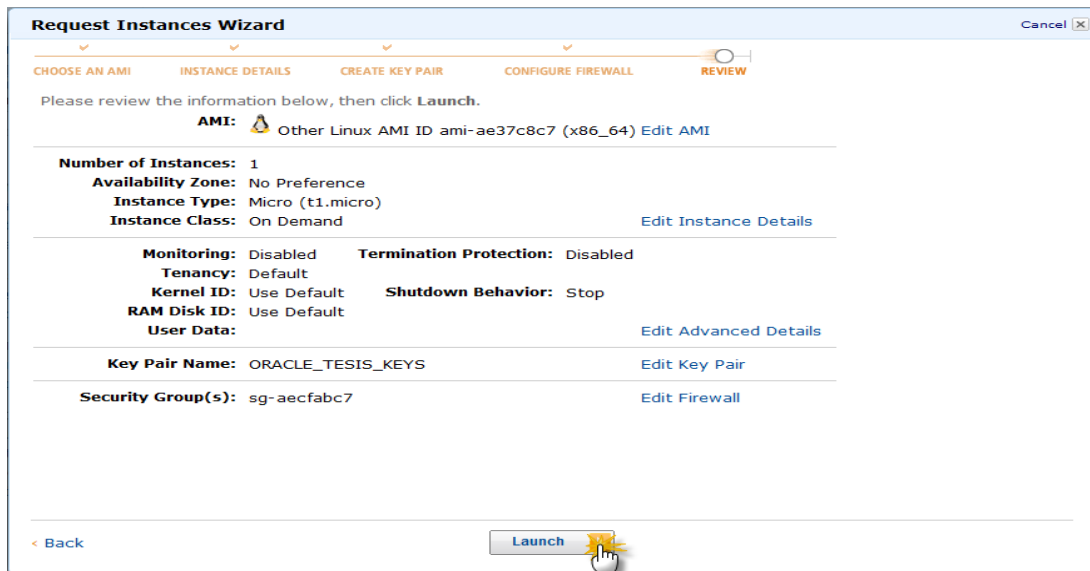 Request Instances Wizard
Cancel
CHOOSE AN AMI INSTANCE DETAILS CREATE KEY PAIR CONFIGURE FIREWALL REVIEW
Please review the information below, then click Launch.
AMI: Other Linux AMI ID ami-ae37c8c7 (x86_64) Edit AMI
Number of Instances: 1
Availability Zone: No Preference
Instance Type: Micro (t1.micro)
Instance Class: On Demand Edit Instance Details
Monitoring: Disabled Termination Protection: Disabled
Tenancy: Default
Kernel ID: Use Default Shutdown Behavior: Stop
RAM Disk ID: Use Default
User Data: Edit Advanced Details
Key Pair Name: ORACLE_TESIS_KEYS Edit Key Pair
Security Group(s): sg-aecfabc7 Edit Firewall
< Back Launch